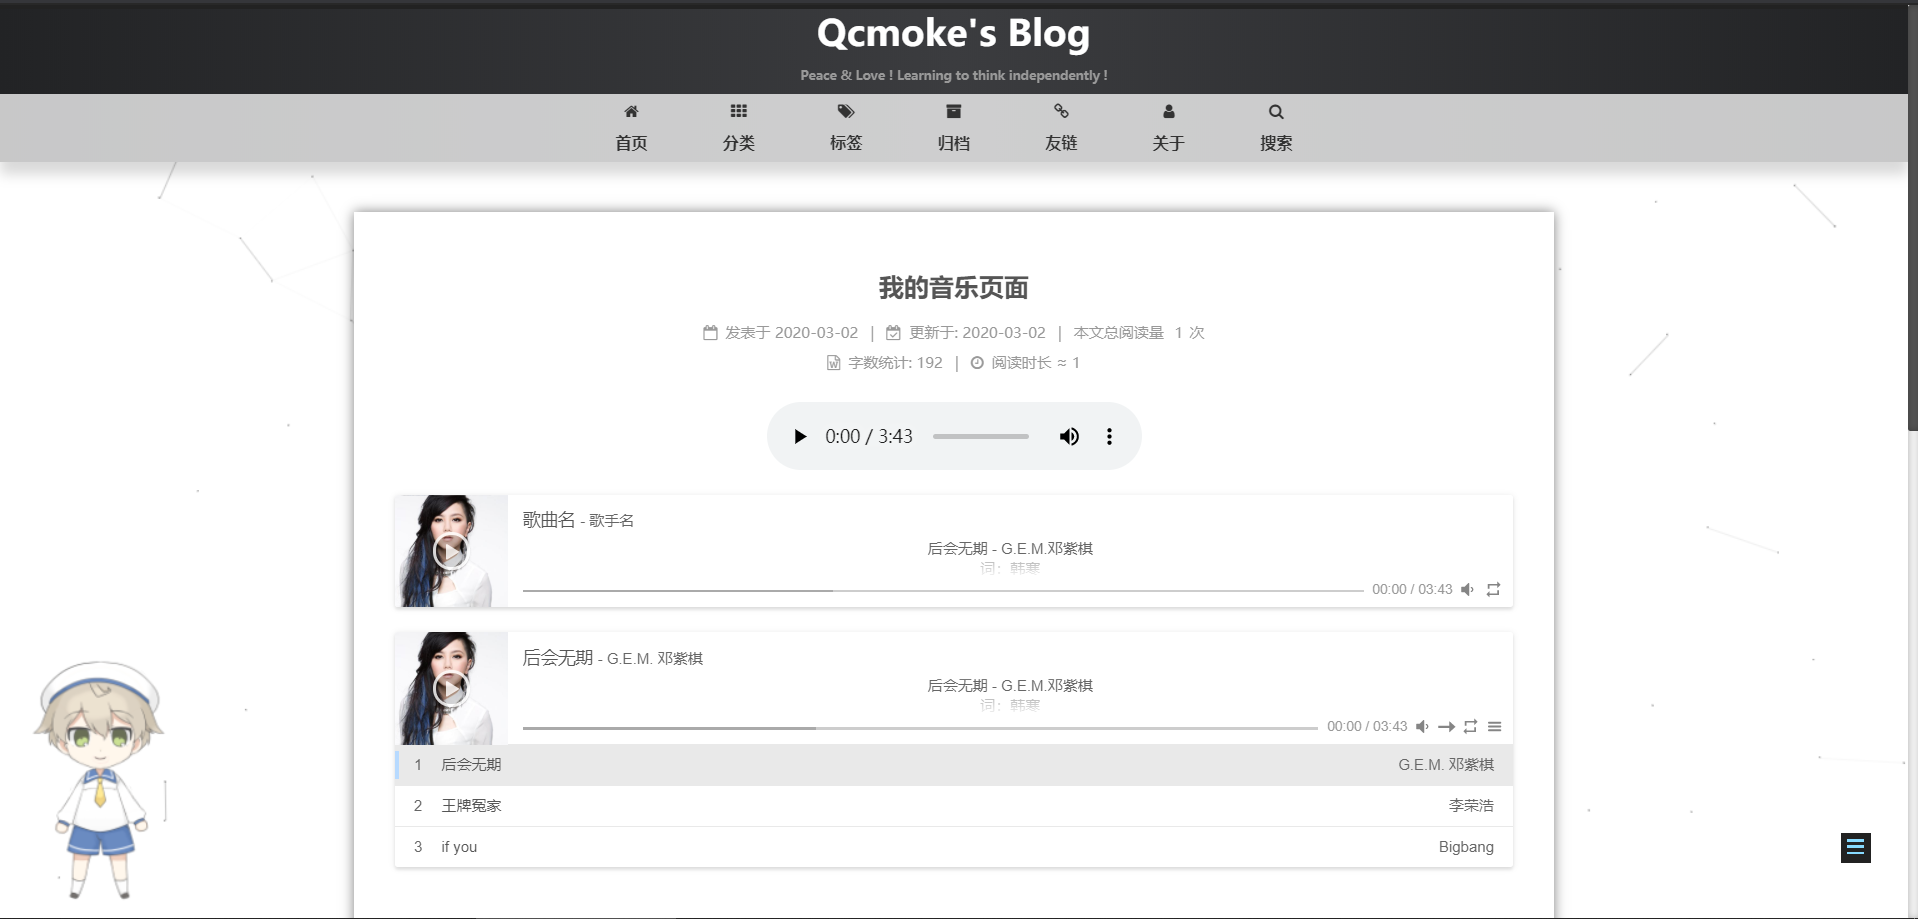 Qcmoke's Blog
Peace & Love ! Learning to think independently !
首页 分类 标签 归档 友链 关于 搜索
我的音乐页面
发表于 2020-03-02 | 更新于: 2020-03-02 | 本文总阅读量 1 次
字数统计: 192 | 阅读时长 ≈ 1
0:00 / 3:43
歌曲名 - 歌手名
后会无期 - G.E.M.邓紫棋
词：韩寒
00:00 / 03:43
后会无期 - G.E.M. 邓紫棋
后会无期 - G.E.M.邓紫棋
词：韩寒
00:00 / 03:43
1 后会无期 G.E.M. 邓紫棋
2 王牌冤家 李荣浩
3 if you Bigbang